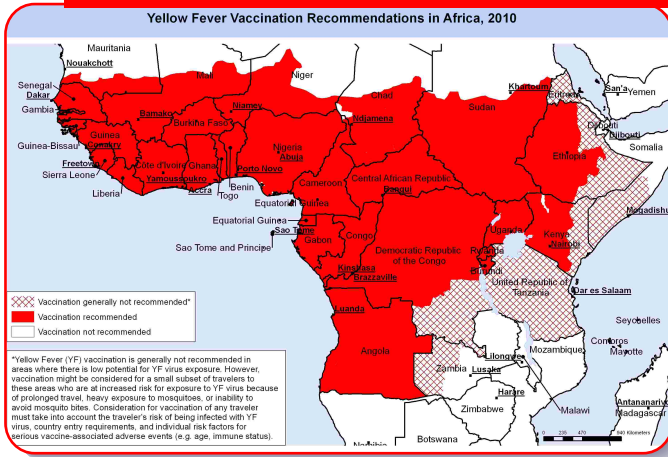 Yellow Fever Vaccination Recommendations in Africa, 2010
Mauritania
Nouakchott
Mali
Niger
Chad
Sudan
Khartoum
Eritrea
San'a
Yemen
Senegal
Dakar
Gambia
Bamako
Niamey
Ndjamena
Djibouti
Djibouti
Guinea
Burkina Faso
Guinea-Bissau
Conakry
Nigeria
Abuja
Ethiopia
Somalia
Freetown
Cote d'Ivoire
Ghana
Porto Novo
Central African Republic
Sierra Leone
Yamoussoukro
Benin
Cameroon
Bangui
Liberia
Accra
Togo
Equatorial Guinea
Mogadishu
Equatorial Guinea
Sao Tome
Gabon
Congo
Uganda
Kenya
Nairobi
Sao Tome and Principe
Democratic Republic
of the Congo
Rwanda
Burundi
Kinshasa
Brazzaville
United Republic of
Tanzania
Dar es Salaam
Luanda
Seychelles
Angola
Comoros
Mayotte
Zambia
Lilongwe
Mozambique
Lusaka
Harare
Malawi
Antananarivo
Madagascar
Zimbabwe
Botswana
Namibia
Vaccination generally not recommended*
Vaccination recommended
Vaccination not recommended
*Yellow Fever (YF) vaccination is generally not recommended in
areas where there is low potential for YF virus exposure. However,
vaccination might be considered for a small subset of travelers to
these areas who are at increased risk for exposure to YF virus because
of prolonged travel, heavy exposure to mosquitoes, or inability to
avoid mosquito bites. Consideration for vaccination of any traveler
must take into account the traveler's risk of being infected with YF
virus, country entry requirements, and individual risk factors for
serious vaccine-associated adverse events (e.g. age, immune status).
0 235 470 940 Kilometers